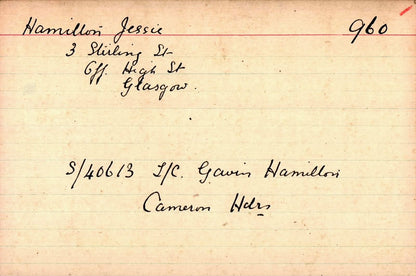 Hamilton Jessie 960
3 Stirling St
Off. High St
Glasgow.
S/40613 L/C. Gavin Hamilton
Cameron Hdrs